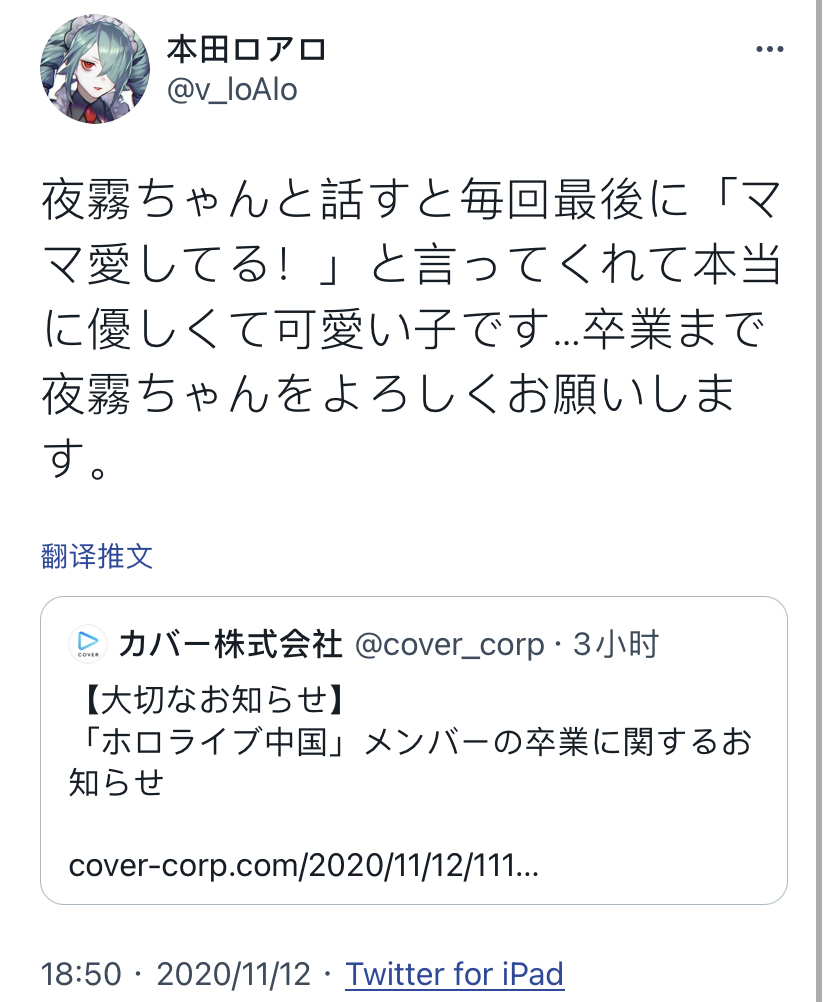 本田ロアロ
@v_loAlo
夜霧ちゃんと話すと毎回最後に「マ
マ愛してる！」と言ってくれて本当
に優しくて可愛い子です...卒業まで
夜霧ちゃんをよろしくお願いしま
す。
翻译推文
COVER
カバー株式会社 @cover_corp · 3小时
【大切なお知らせ】
「ホロライブ中国」メンバーの卒業に関するお
知らせ
cover-corp.com/2020/11/12/111...
18:50 · 2020/11/12 · Twitter for iPad